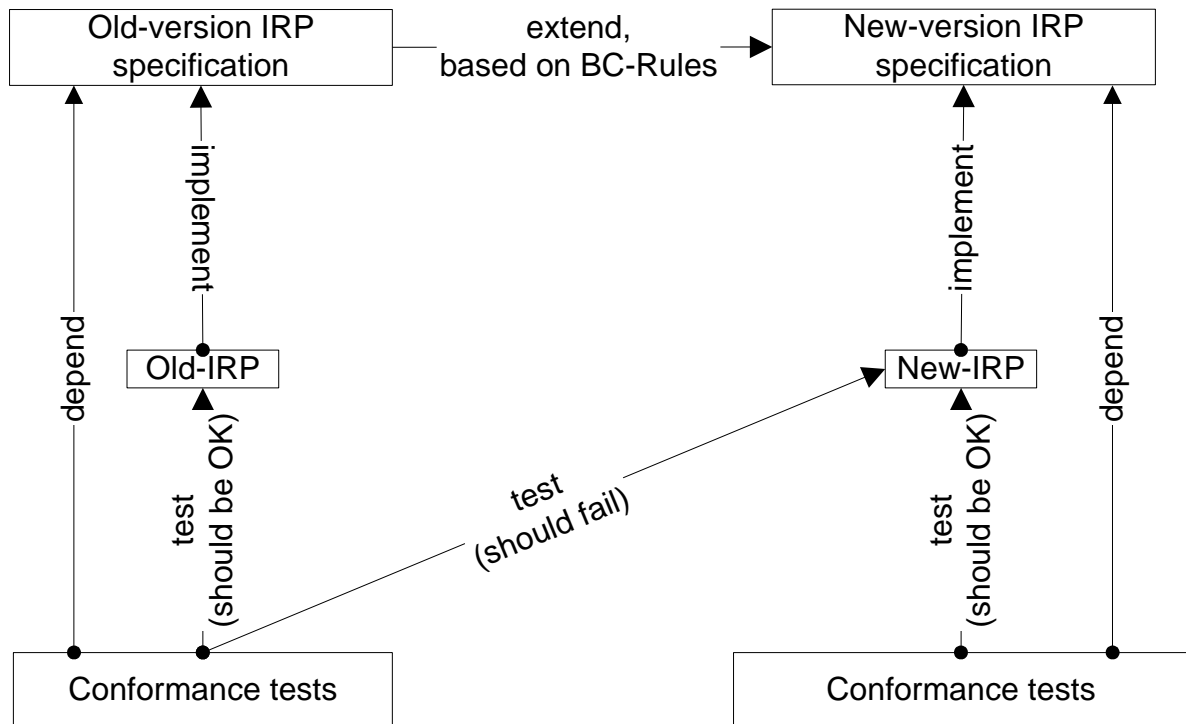 Old-version IRP
specification
extend,
based on BC-Rules
New-version IRP
specification
implement
implement
depend
Old-IRP
New-IRP
depend
test
(should be OK)
test
(should fail)
test
(should be OK)
Conformance tests
Conformance tests